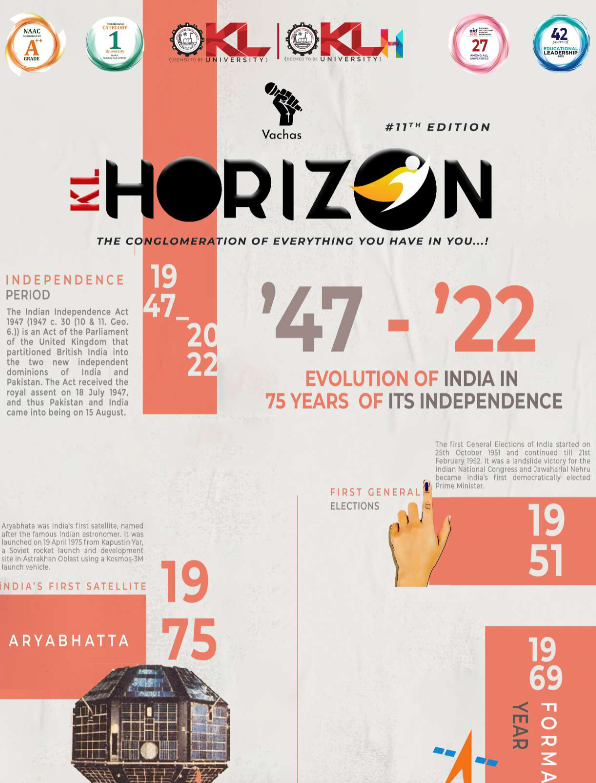 NAAC
A++
GRADE
CATEGORY
1
KL
(DEEMED TO BE UNIVERSITY)
KLH
(DEEMED TO BE UNIVERSITY)
27
42
EDUCATIONAL
LEADERSHIP
Vachas
#11TH EDITION
KL HORIZON
THE CONGLOMERATION OF EVERYTHING YOU HAVE IN YOU...!
INDEPENDENCE
PERIOD
The Indian Independence Act
1947 (1947 c. 30 (10 & 11. Geo.
6.)) is an Act of the Parliament
of the United Kingdom that
partitioned British India into
the two new independent
dominions of India and
Pakistan. The Act received the
royal assent on 18 July 1947,
and thus Pakistan and India
came into being on 15 August.
19
47_
20
22
'47 - '22
EVOLUTION OF INDIA IN
75 YEARS OF ITS INDEPENDENCE
The first General Elections of India started on
25th October 1951 and continued till 21st
February 1952. It was a landslide victory for the
Indian National Congress and Jawaharlal Nehru
became India's first democratically elected
Prime Minister.
FIRST GENERAL
ELECTIONS
19
51
Aryabhata was India's first satellite, named
after the famous Indian astronomer. It was
launched on 19 April 1975 from Kapustin Yar,
a Soviet rocket launch and development
site in Astrakhan Oblast using a Kosmos-3M
launch vehicle.
INDIA'S FIRST SATELLITE
19
75
ARYABHATTA
19
69
YEAR
FORMA